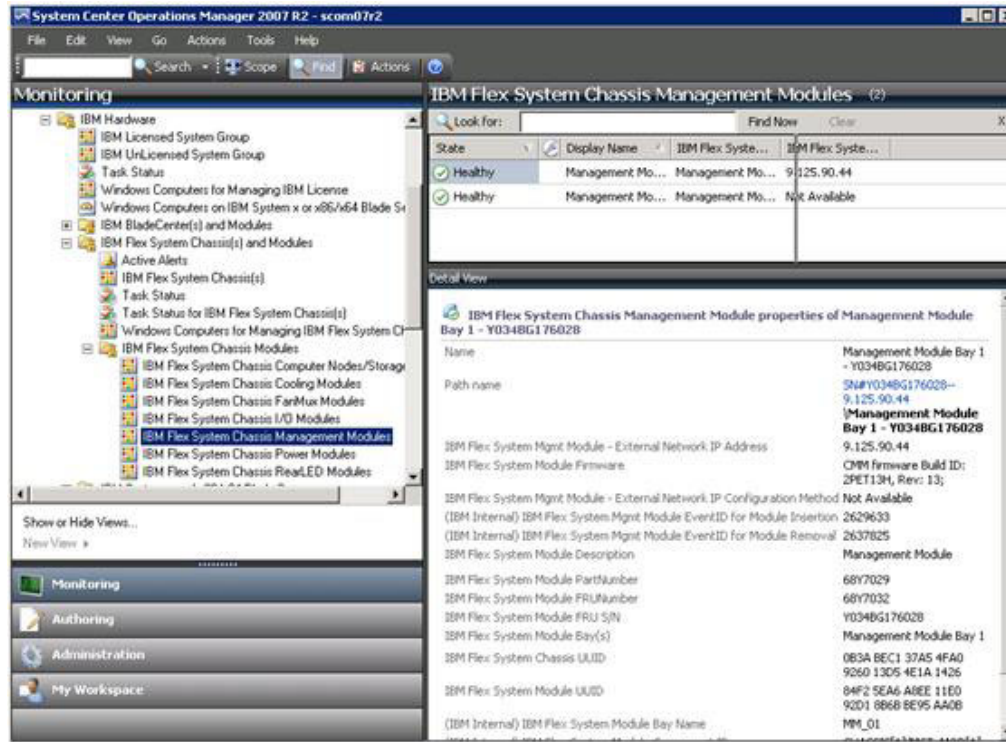 System Center Operations Manager 2007 R2 - scom07r2
File Edit View Go Actions Tools Help
Search Scope Find Actions
Monitoring
IBM Hardware
IBM Licensed System Group
IBM UnLicensed System Group
Task Status
Windows Computers for Managing IBM License
Windows Computers on IBM System x or x86/x64 Blade Se
IBM BladeCenter(s) and Modules
IBM Flex System Chassis(s) and Modules
Active Alerts
IBM Flex System Chassis(s)
Task Status
Task Status for IBM Flex System Chassis(s)
Windows Computers for Managing IBM Flex System Ch
IBM Flex System Chassis Modules
IBM Flex System Chassis Computer Nodes/Storage
IBM Flex System Chassis Cooling Modules
IBM Flex System Chassis FanMux Modules
IBM Flex System Chassis I/O Modules
IBM Flex System Chassis Management Modules
IBM Flex System Chassis Power Modules
IBM Flex System Chassis RearLED Modules
Show or Hide Views...
New View
Monitoring
Authoring
Administration
My Workspace
IBM Flex System Chassis Management Modules (2)
Look for: Find Now Clear X
State Display Name IBM Flex Syste... IBM Flex Syste...
Healthy Management Mo... Management Mo... 9.125.90.44
Healthy Management Mo... Management Mo... Not Available
Detail View
IBM Flex System Chassis Management Module properties of Management Module
Bay 1 - Y034BG176028
Name Management Module Bay 1
- Y034BG176028
Path name SN#Y034BG176028--
9.125.90.44
\Management Module
Bay 1 - Y034BG176028
IBM Flex System Mgmt Module - External Network IP Address 9.125.90.44
IBM Flex System Module Firmware CMM firmware Build ID:
2PET13H, Rev: 13;
IBM Flex System Mgmt Module - External Network IP Configuration Method Not Available
(IBM Internal) IBM Flex System Mgmt Module EventID for Module Insertion 2629633
(IBM Internal) IBM Flex System Mgmt Module EventID for Module Removal 2637825
IBM Flex System Module Description Management Module
IBM Flex System Module PartNumber 68Y7029
IBM Flex System Module FRUNumber 68Y7032
IBM Flex System Module FRU S/N Y034BG176028
IBM Flex System Module Bay(s) Management Module Bay 1
IBM Flex System Chassis UUID 0B3A BEC1 37A5 4FA0
9260 13D5 4E1A 1426
IBM Flex System Module UUID 84F2 5EA6 A8EE 11E0
92D1 8B68 BE95 AA0B
(IBM Internal) IBM Flex System Module Bay Name MM_01